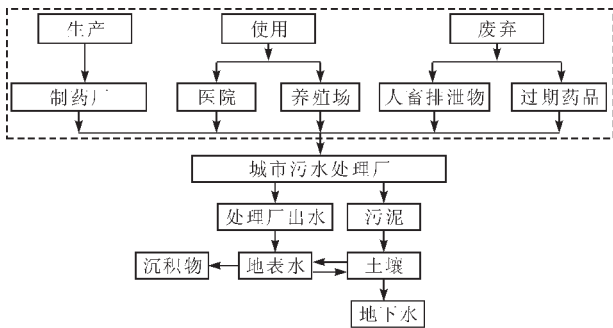 生产
使用
废弃
制药厂
医院
养殖场
人畜排泄物
过期药品
城市污水处理厂
处理厂出水
污泥
沉积物
地表水
土壤
地下水